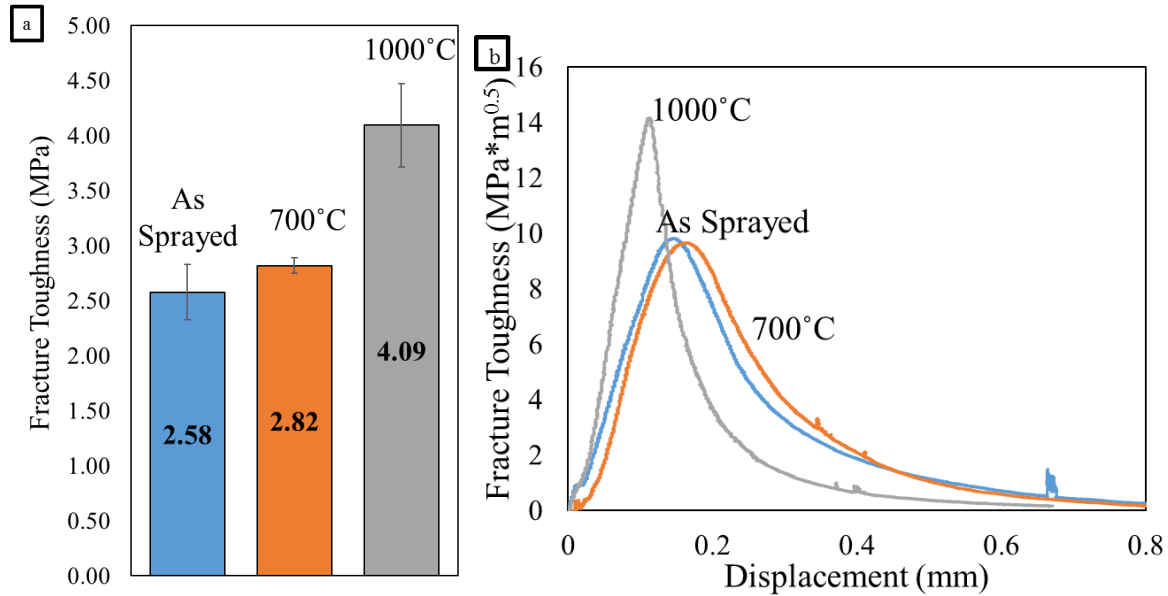 a
5.00
4.50
4.00
3.50
3.00
2.50
2.00
1.50
1.00
0.50
0.00
Fracture Toughness (MPa)
As
Sprayed
700˚C
1000˚C
2.58
2.82
4.09
b
16
14
12
10
8
6
4
2
0
Fracture Toughness (MPa*m^0.5)
1000˚C
As Sprayed
700˚C
0
0.2
0.4
0.6
0.8
Displacement (mm)